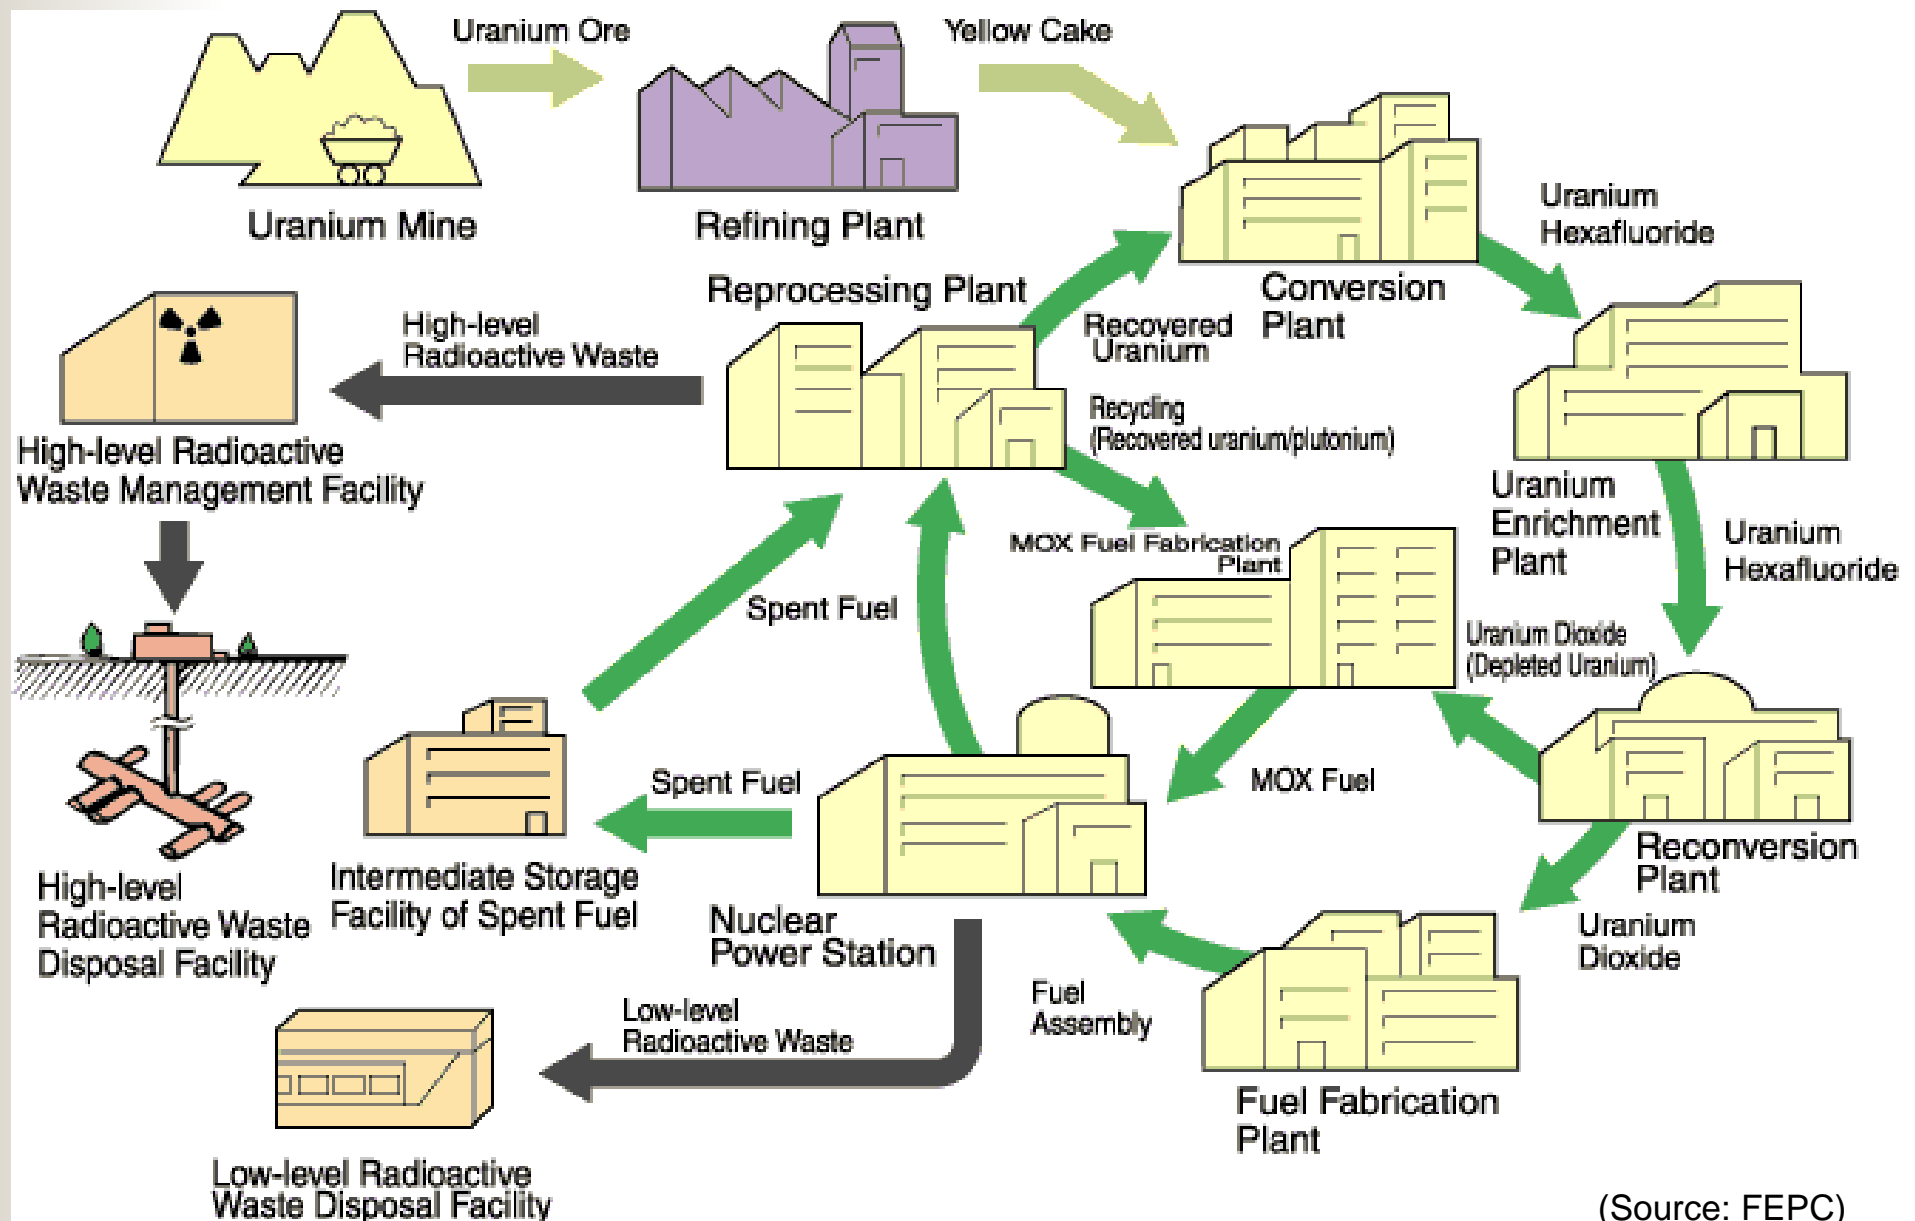 Uranium Ore
Yellow Cake
Uranium Mine
Refining Plant
Uranium
Hexafluoride
Conversion
Plant
Reprocessing Plant
Recovered
Uranium
High-level
Radioactive Waste
Recycling
(Recovered uranium/plutonium)
High-level Radioactive
Waste Management Facility
Uranium
Enrichment
Plant
Uranium
Hexafluoride
MOX Fuel Fabrication
Plant
Spent Fuel
Uranium Dioxide
(Depleted Uranium)
MOX Fuel
Spent Fuel
Reconversion
Plant
High-level
Radioactive Waste
Disposal Facility
Intermediate Storage
Facility of Spent Fuel
Nuclear
Power Station
Uranium
Dioxide
Fuel
Assembly
Low-level
Radioactive Waste
Fuel Fabrication
Plant
Low-level Radioactive
Waste Disposal Facility
(Source: FEPC)